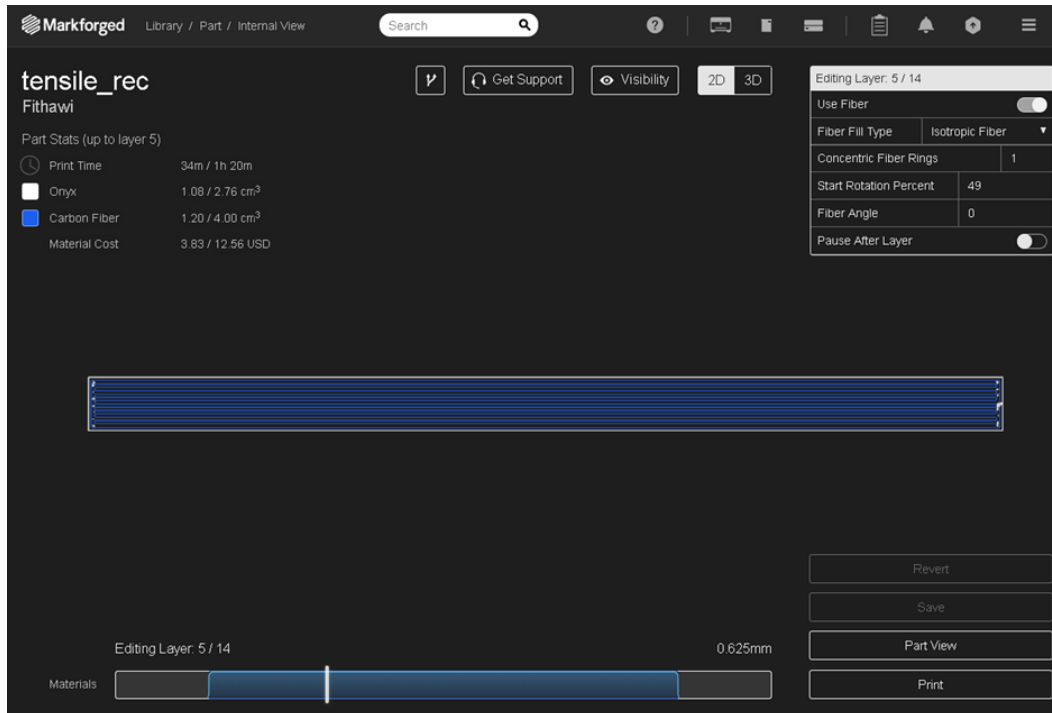 Markforged Library / Part / Internal View Search ?
tensile_rec
Fithawi
Get Support Visibility 2D 3D
Part Stats (up to layer 5)
Print Time 34m / 1h 20m
Onyx 1.08 / 2.76 cm³
Carbon Fiber 1.20 / 4.00 cm³
Material Cost 3.83 / 12.56 USD
Editing Layer: 5 / 14
Use Fiber
Fiber Fill Type Isotropic Fiber
Concentric Fiber Rings 1
Start Rotation Percent 49
Fiber Angle 0
Pause After Layer
Revert
Save
Part View
Print
Editing Layer: 5 / 14 0.625mm
Materials